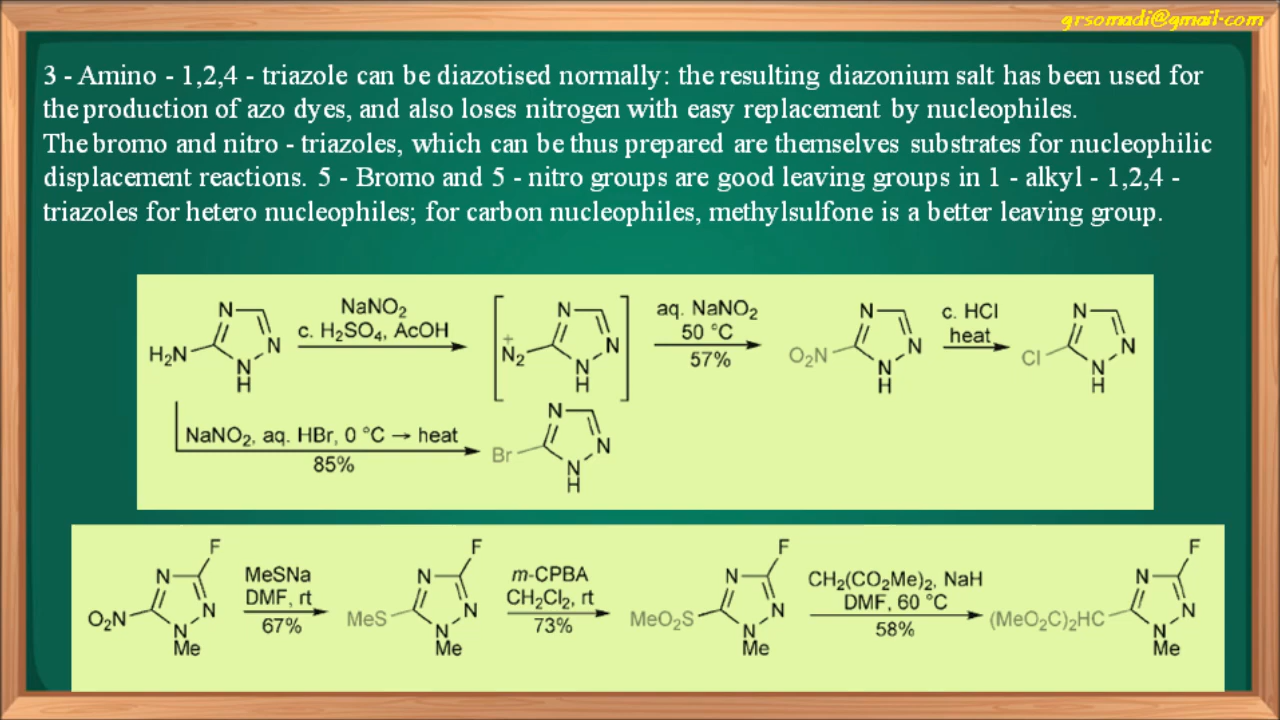 grsomadi@gmail.com
3 - Amino - 1,2,4 - triazole can be diazotised normally: the resulting diazonium salt has been used for
the production of azo dyes, and also loses nitrogen with easy replacement by nucleophiles.
The bromo and nitro - triazoles, which can be thus prepared are themselves substrates for nucleophilic
displacement reactions. 5 - Bromo and 5 - nitro groups are good leaving groups in 1 - alkyl - 1,2,4 -
triazoles for hetero nucleophiles; for carbon nucleophiles, methylsulfone is a better leaving group.
NaNO2
c. H2SO4, AcOH
aq. NaNO2
50 °C
57%
c. HCl
heat
H2N N N N H
+
N2 N N N H
O2N N N N H
Cl N N N H
NaNO2, aq. HBr, 0 °C → heat
85%
Br N N N H
MeSNa
DMF, rt
67%
m-CPBA
CH2Cl2, rt
73%
CH2(CO2Me)2, NaH
DMF, 60 °C
58%
O2N N F N N Me
MeS N F N N Me
MeO2S N F N N Me
(MeO2C)2HC N F N N Me